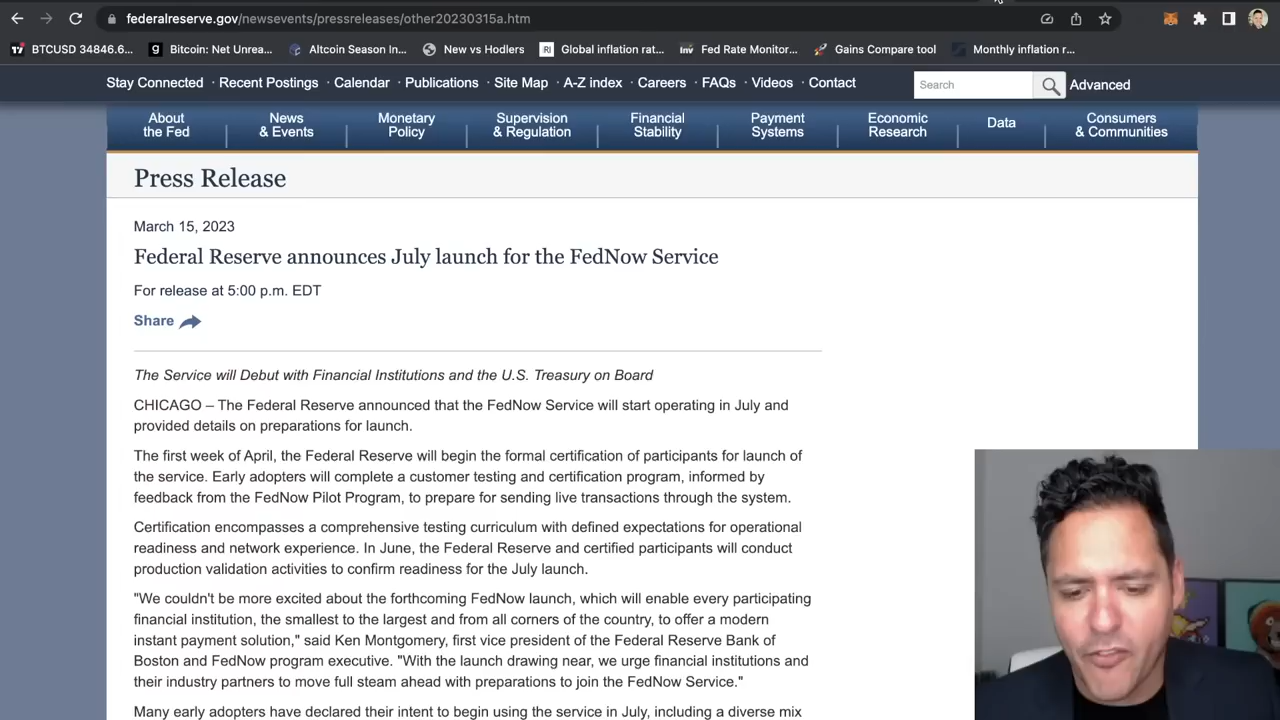 federalreserve.gov/newsevents/pressreleases/other20230315a.htm
BTCUSD 34846.6... Bitcoin: Net Unrea... Altcoin Season In... New vs Hodlers RI Global inflation rat... Inv Fed Rate Monitor... Gains Compare tool Monthly inflation r...
Stay Connected · Recent Postings · Calendar · Publications · Site Map · A-Z index · Careers · FAQs · Videos · Contact Search Advanced
About the Fed
News & Events
Monetary Policy
Supervision & Regulation
Financial Stability
Payment Systems
Economic Research
Data
Consumers & Communities
Press Release
March 15, 2023
Federal Reserve announces July launch for the FedNow Service
For release at 5:00 p.m. EDT
Share
The Service will Debut with Financial Institutions and the U.S. Treasury on Board
CHICAGO – The Federal Reserve announced that the FedNow Service will start operating in July and
provided details on preparations for launch.
The first week of April, the Federal Reserve will begin the formal certification of participants for launch of
the service. Early adopters will complete a customer testing and certification program, informed by
feedback from the FedNow Pilot Program, to prepare for sending live transactions through the system.
Certification encompasses a comprehensive testing curriculum with defined expectations for operational
readiness and network experience. In June, the Federal Reserve and certified participants will conduct
production validation activities to confirm readiness for the July launch.
"We couldn't be more excited about the forthcoming FedNow launch, which will enable every participating
financial institution, the smallest to the largest and from all corners of the country, to offer a modern
instant payment solution," said Ken Montgomery, first vice president of the Federal Reserve Bank of
Boston and FedNow program executive. "With the launch drawing near, we urge financial institutions and
their industry partners to move full steam ahead with preparations to join the FedNow Service."
Many early adopters have declared their intent to begin using the service in July, including a diverse mix